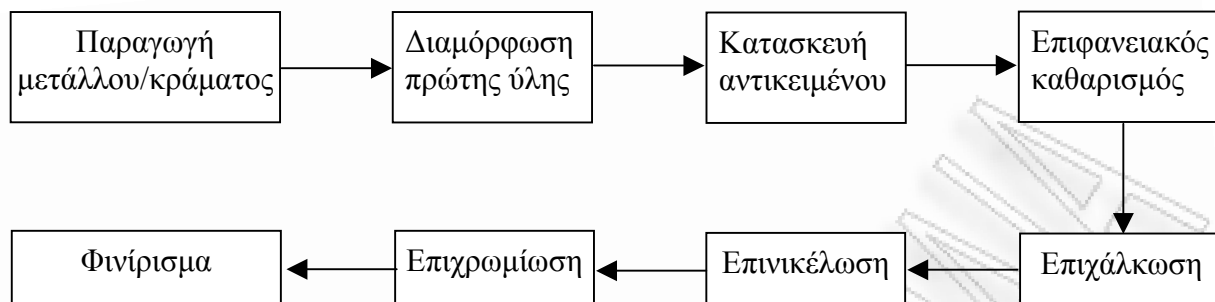 Παραγωγή
μετάλλου/κράματος
Διαμόρφωση
πρώτης ύλης
Κατασκευή
αντικειμένου
Επιφανειακός
καθαρισμός
Επιχάλκωση
Επινικέλωση
Επιχρωμίωση
Φινίρισμα